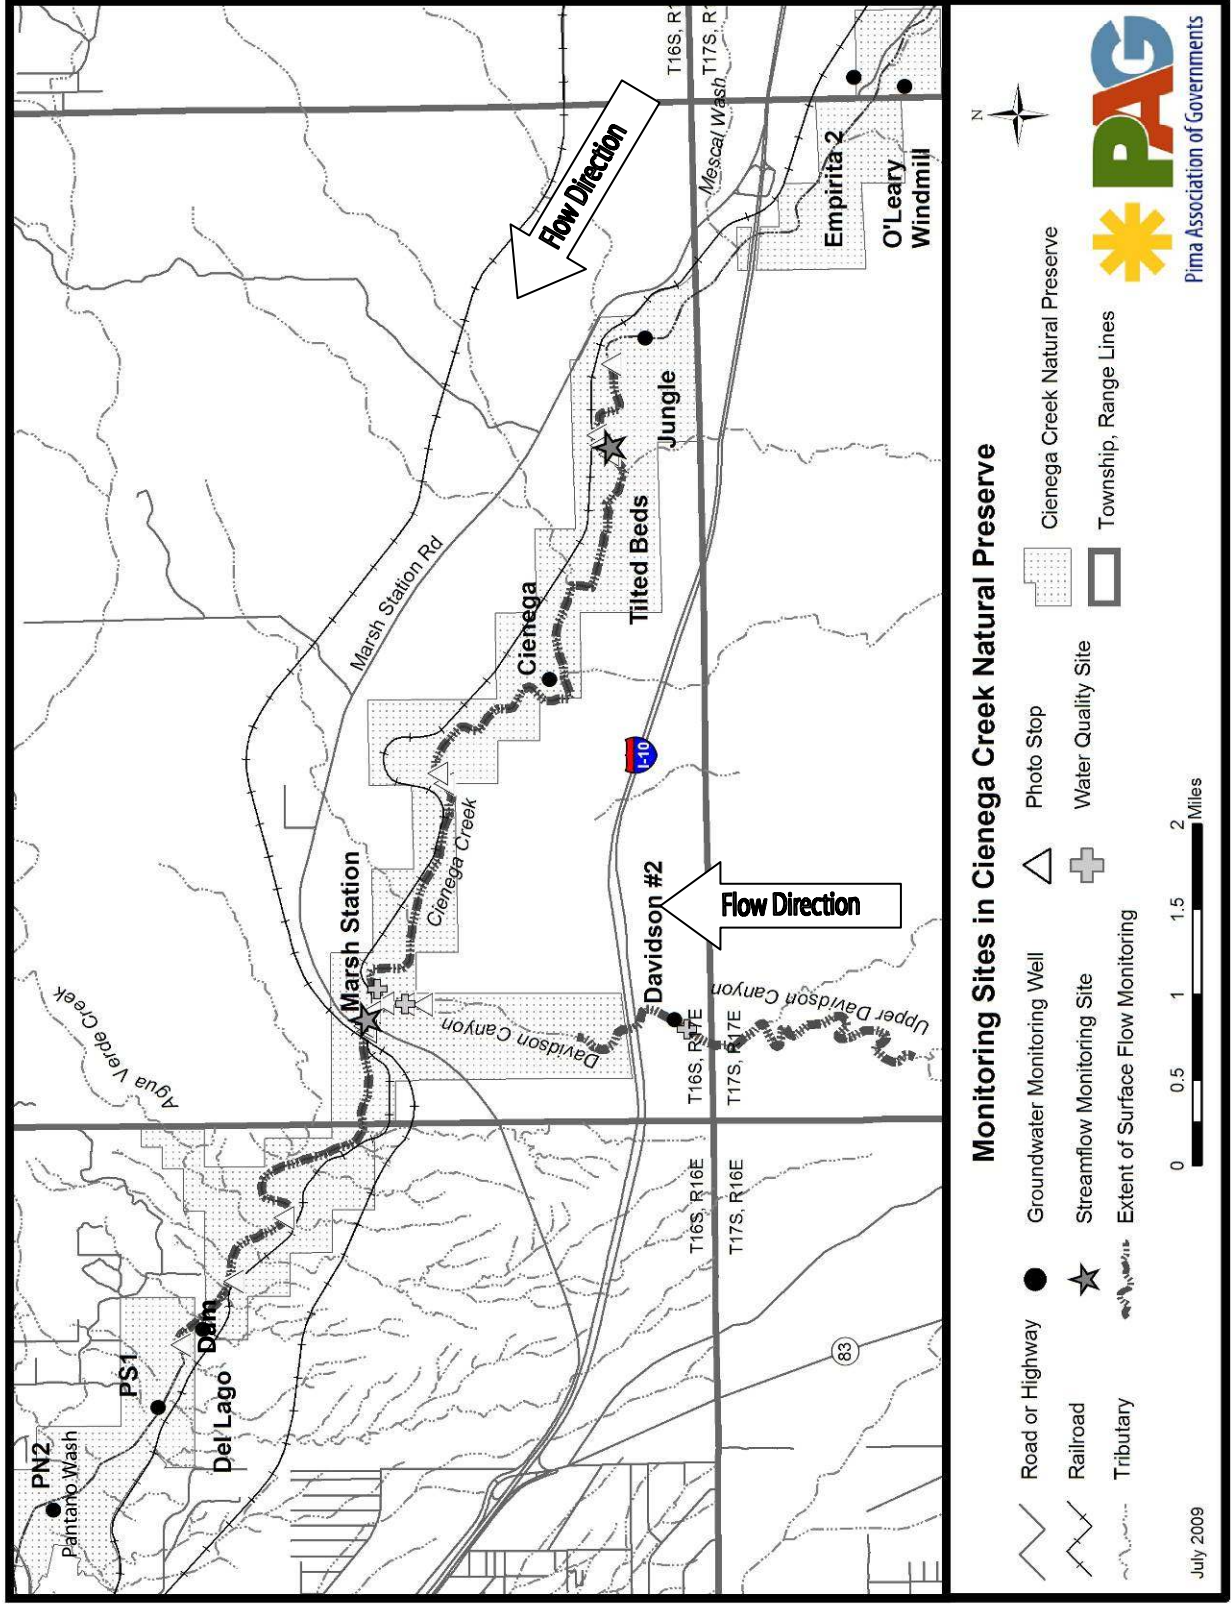 PN2
Pantano Wash
PS1
Del Lago
Dam
Agua Verde Creek
Marsh Station
Marsh Station Rd
Cienega Creek
Cienega
Flow Direction
Tilted Beds
Jungle
Davidson Canyon
Davidson #2
I-10
Flow Direction
Upper Davidson Canyon
T16S, R16E
T17S, R16E
T16S, R17E
T17S, R17E
83
T16S, R1
T17S, R1
Mescal Wash
Empirita 2
O'Leary
Windmill
Monitoring Sites in Cienega Creek Natural Preserve
N
Road or Highway
Railroad
Tributary
Groundwater Monitoring Well
Streamflow Monitoring Site
Extent of Surface Flow Monitoring
Photo Stop
Water Quality Site
Cienega Creek Natural Preserve
Township, Range Lines
0 0.5 1 1.5 2
Miles
July 2009
PAG
Pima Association of Governments